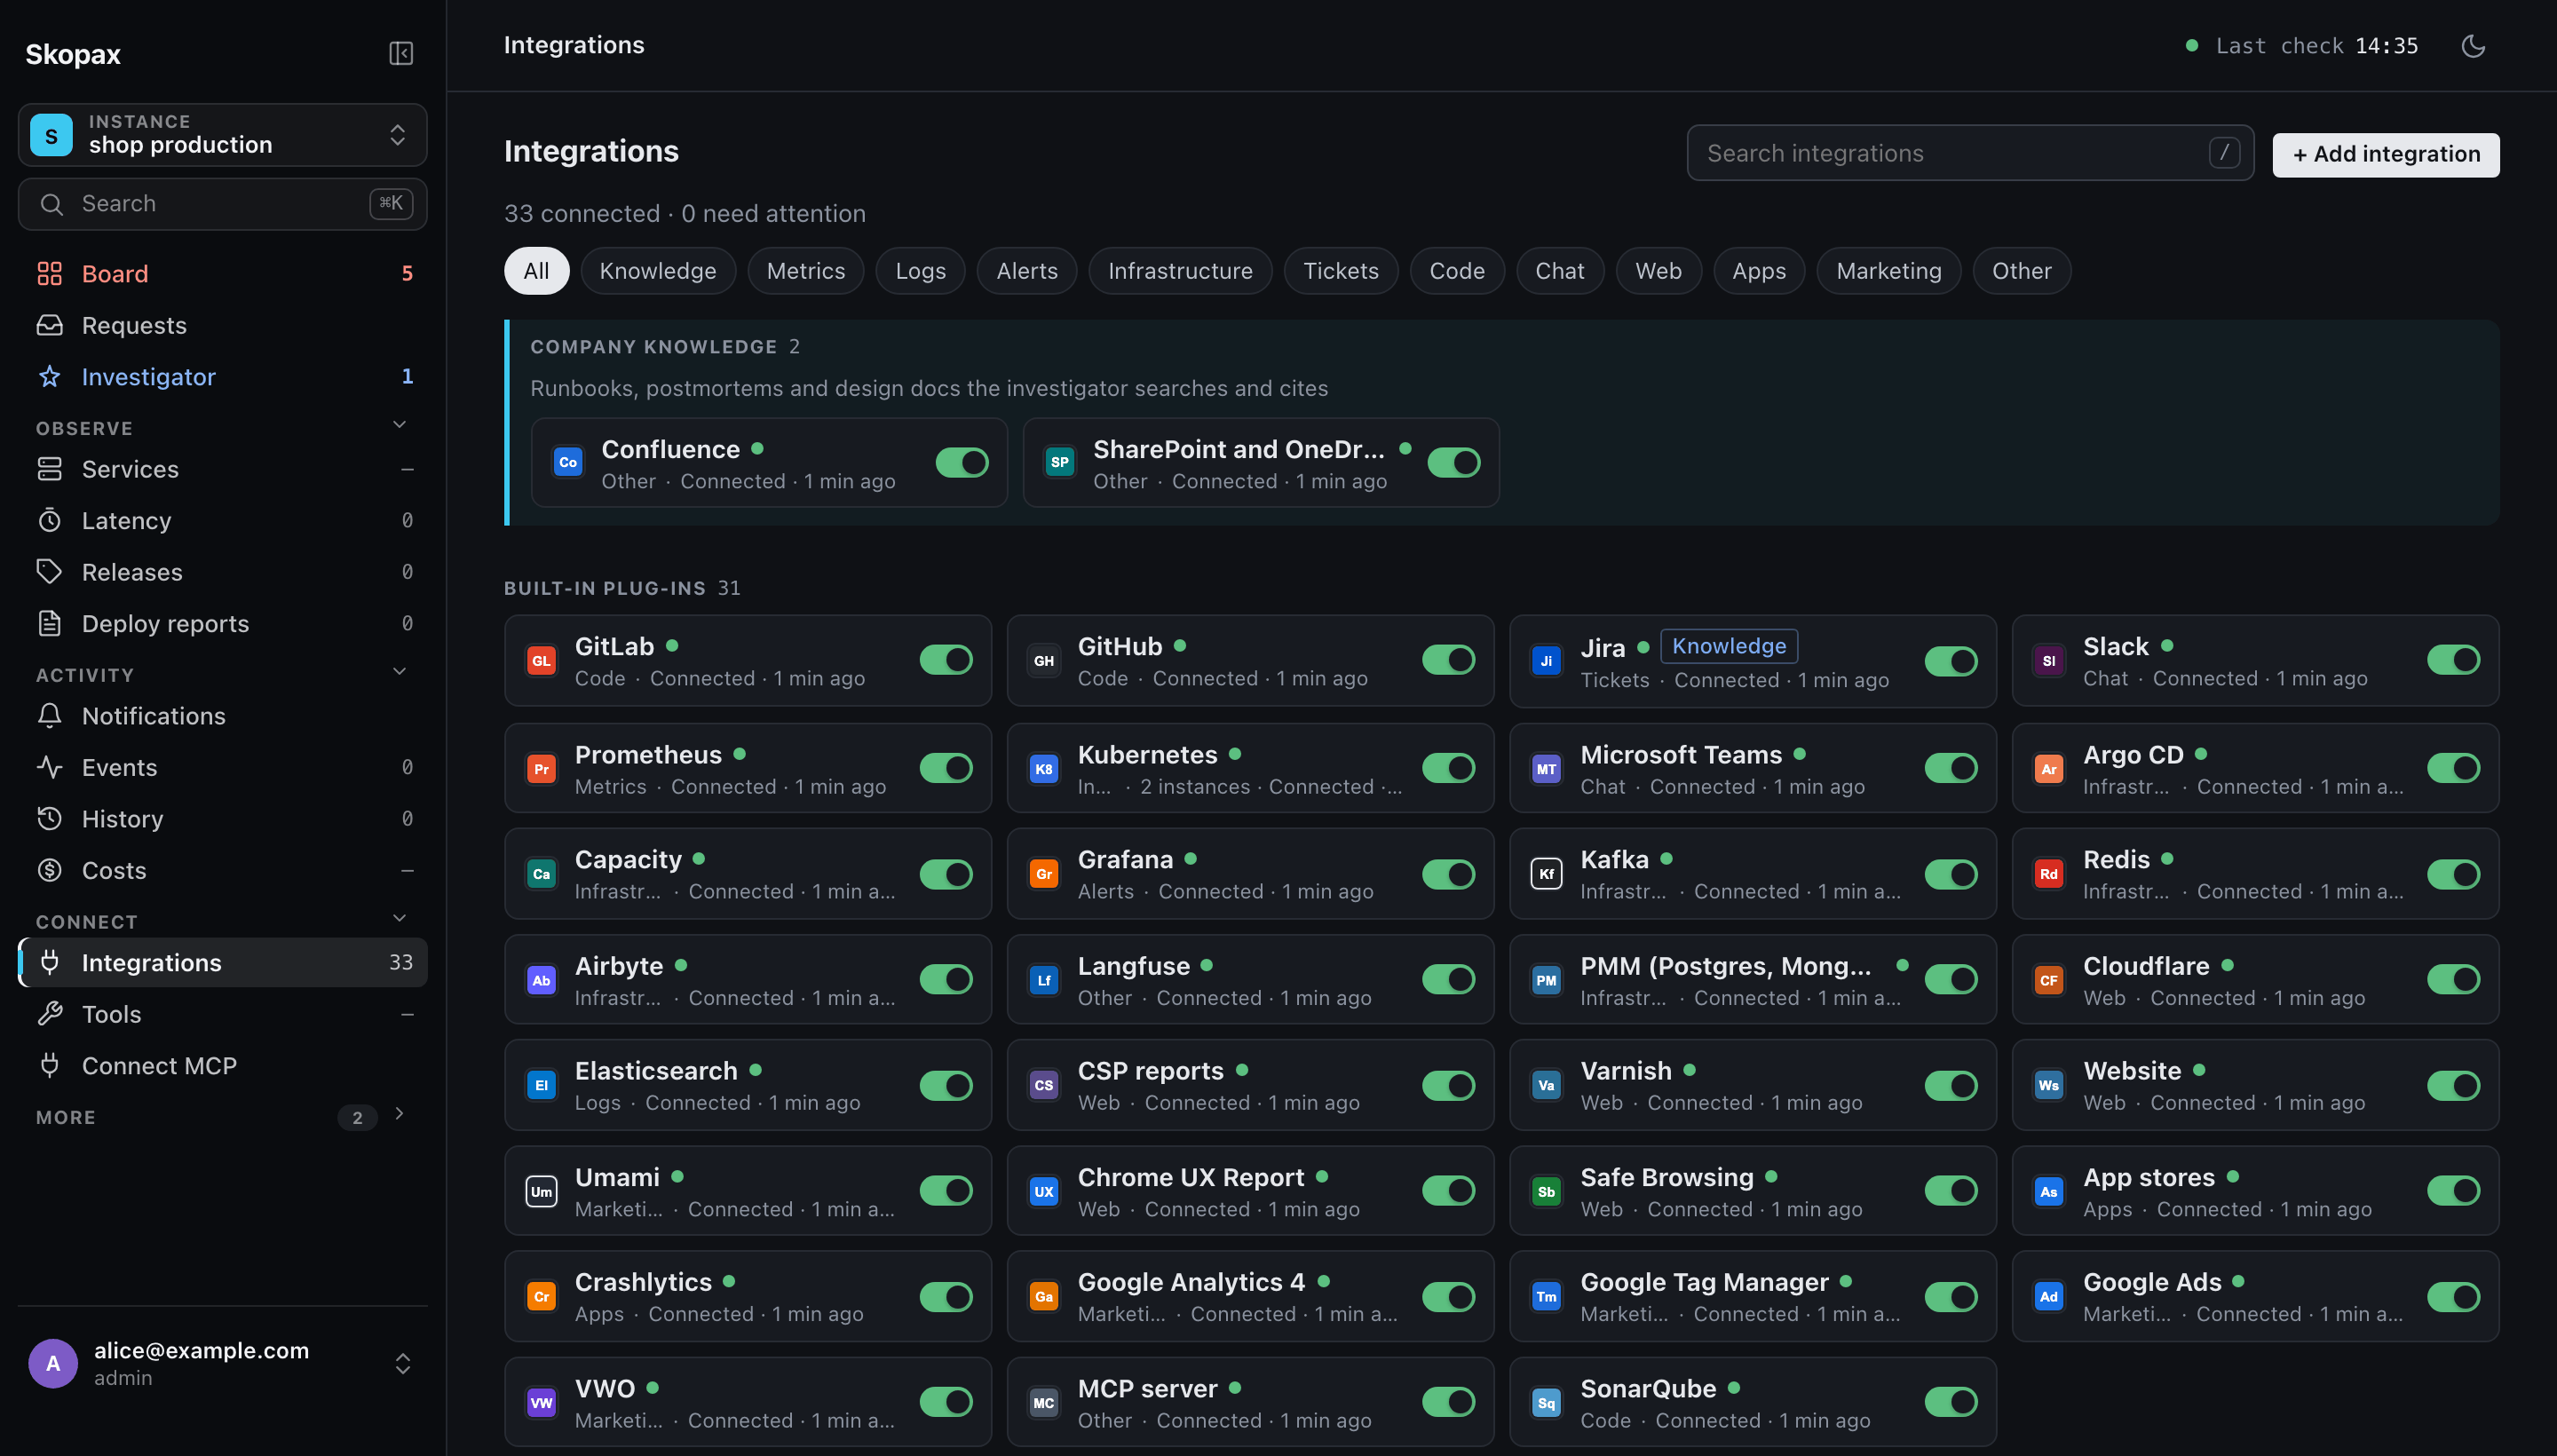 Skopax
S
INSTANCE
shop production
Search
⌘K
Board 5
Requests
Investigator 1
OBSERVE
Services –
Latency 0
Releases 0
Deploy reports 0
ACTIVITY
Notifications
Events 0
History 0
Costs –
CONNECT
Integrations 33
Tools –
Connect MCP
MORE 2
A
alice@example.com
admin
Integrations
Last check 14:35
Integrations
Search integrations /
+ Add integration
33 connected · 0 need attention
All Knowledge Metrics Logs Alerts Infrastructure Tickets Code Chat Web Apps Marketing Other
COMPANY KNOWLEDGE 2
Runbooks, postmortems and design docs the investigator searches and cites
Co
Confluence
Other · Connected · 1 min ago
SP
SharePoint and OneDr...
Other · Connected · 1 min ago
BUILT-IN PLUG-INS 31
GL
GitLab
Code · Connected · 1 min ago
GH
GitHub
Code · Connected · 1 min ago
Ji
Jira Knowledge
Tickets · Connected · 1 min ago
Sl
Slack
Chat · Connected · 1 min ago
Pr
Prometheus
Metrics · Connected · 1 min ago
K8
Kubernetes
In... · 2 instances · Connected ·...
MT
Microsoft Teams
Chat · Connected · 1 min ago
Ar
Argo CD
Infrastr... · Connected · 1 min a...
Ca
Capacity
Infrastr... · Connected · 1 min a...
Gr
Grafana
Alerts · Connected · 1 min ago
Kf
Kafka
Infrastr... · Connected · 1 min a...
Rd
Redis
Infrastr... · Connected · 1 min a...
Ab
Airbyte
Infrastr... · Connected · 1 min a...
Lf
Langfuse
Other · Connected · 1 min ago
PM
PMM (Postgres, Mong...
Infrastr... · Connected · 1 min a...
CF
Cloudflare
Web · Connected · 1 min ago
El
Elasticsearch
Logs · Connected · 1 min ago
CS
CSP reports
Web · Connected · 1 min ago
Va
Varnish
Web · Connected · 1 min ago
Ws
Website
Web · Connected · 1 min ago
Um
Umami
Marketi... · Connected · 1 min a...
UX
Chrome UX Report
Web · Connected · 1 min ago
Sb
Safe Browsing
Web · Connected · 1 min ago
As
App stores
Apps · Connected · 1 min ago
Cr
Crashlytics
Apps · Connected · 1 min ago
Ga
Google Analytics 4
Marketi... · Connected · 1 min a...
Tm
Google Tag Manager
Marketi... · Connected · 1 min a...
Ad
Google Ads
Marketi... · Connected · 1 min a...
VW
VWO
Marketi... · Connected · 1 min a...
MC
MCP server
Other · Connected · 1 min ago
Sq
SonarQube
Code · Connected · 1 min ago